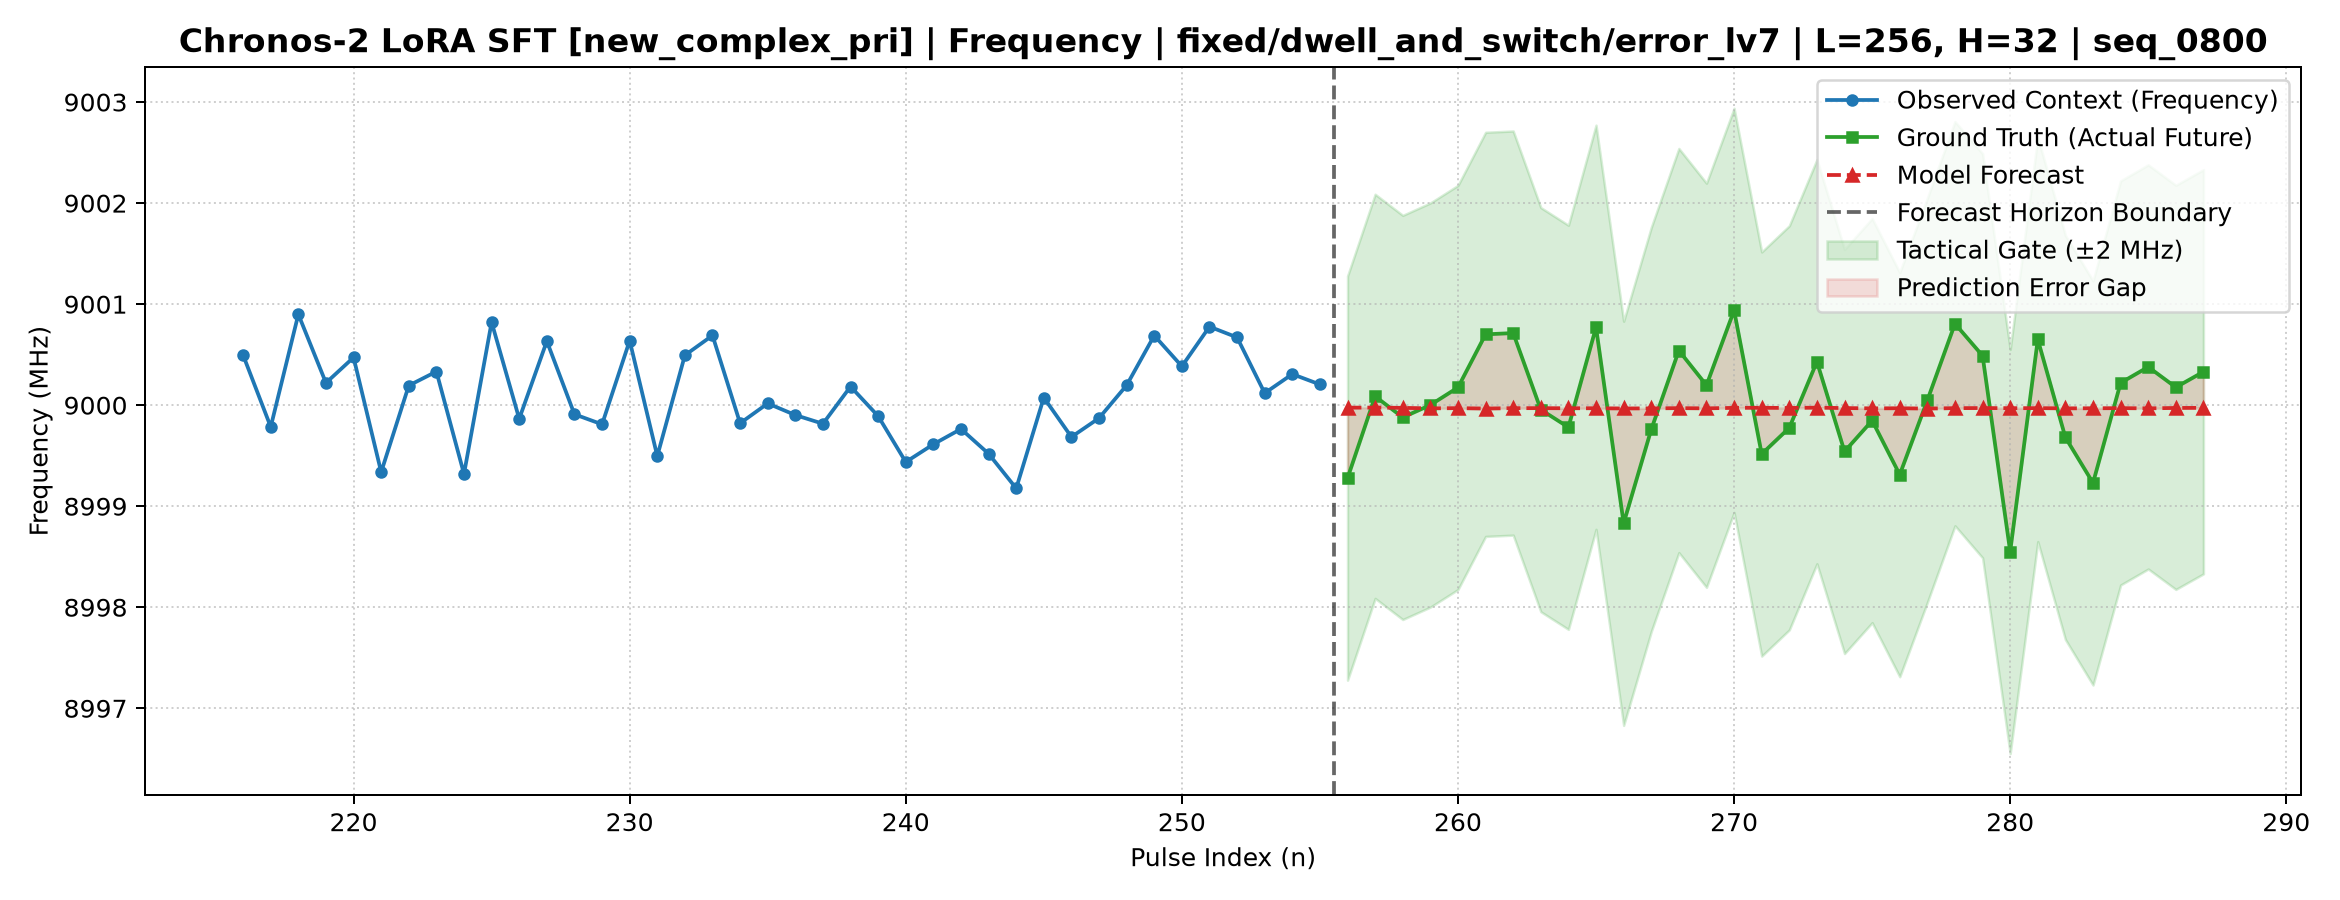 Chronos-2 LoRA SFT [new_complex_pri] | Frequency | fixed/dwell_and_switch/error_lv7 | L=256, H=32 | seq_0800
Observed Context (Frequency)
Ground Truth (Actual Future)
Model Forecast
Forecast Horizon Boundary
Tactical Gate (±2 MHz)
Prediction Error Gap
Frequency (MHz)
9003
9002
9001
9000
8999
8998
8997
220
230
240
250
260
270
280
290
Pulse Index (n)